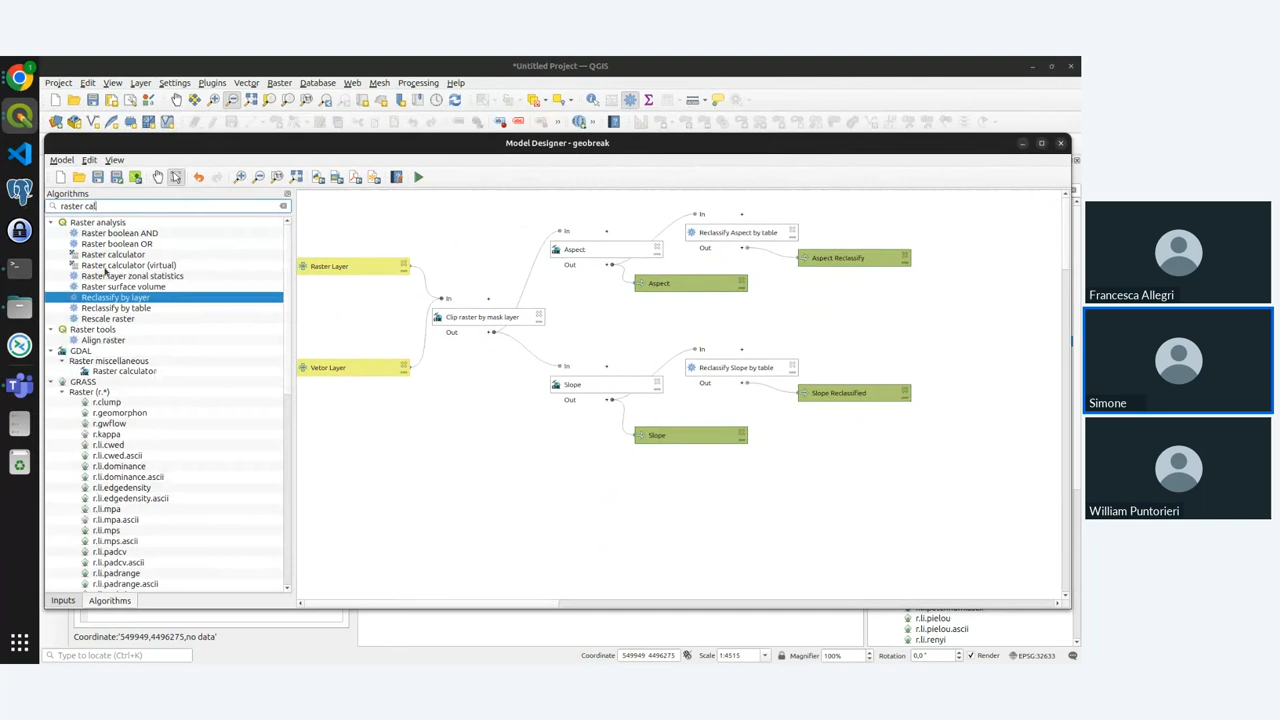 *Untitled Project — QGIS
Project Edit View Layer Settings Plugins Vector Raster Database Web Mesh Processing Help
Model Designer - geobreak
Model Edit View
Algorithms
raster cal
Raster analysis
Raster boolean AND
Raster boolean OR
Raster calculator
Raster calculator (virtual)
Raster layer zonal statistics
Raster surface volume
Reclassify by layer
Reclassify by table
Rescale raster
Raster tools
Align raster
GDAL
Raster miscellaneous
Raster calculator
GRASS
Raster (r.*)
r.clump
r.geomorphon
r.gwflow
r.kappa
r.li.cwed
r.li.cwed.ascii
r.li.dominance
r.li.dominance.ascii
r.li.edgedensity
r.li.edgedensity.ascii
r.li.mpa
r.li.mpa.ascii
r.li.mps
r.li.mps.ascii
r.li.padcv
r.li.padcv.ascii
r.li.padrange
r.li.padrange.ascii
Inputs Algorithms
Raster Layer
Vetor Layer
In
Clip raster by mask layer
Out
In
Aspect
Out
Aspect
In
Reclassify Aspect by table
Out
Aspect Reclassify
In
Slope
Out
Slope
In
Reclassify Slope by table
Out
Slope Reclassified
r.li.pielou
r.li.pielou.ascii
r.li.renyi
Coordinate:'549949,4496275,no data'
Type to locate (Ctrl+K)
Coordinate 549949 4496275 Scale 1:4515 Magnifier 100% Rotation 0,0 ° Render EPSG:32633
Francesca Allegri
Simone
William Puntorieri